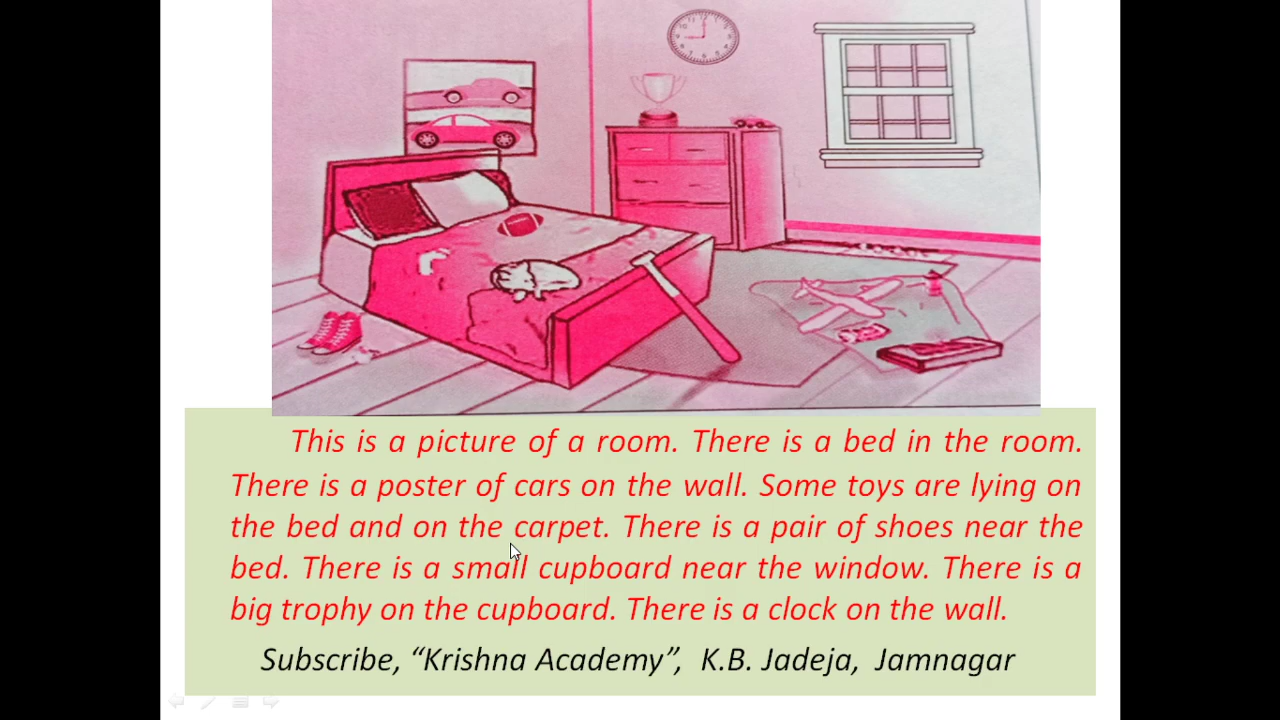 This is a picture of a room. There is a bed in the room.
There is a poster of cars on the wall. Some toys are lying on
the bed and on the carpet. There is a pair of shoes near the
bed. There is a small cupboard near the window. There is a
big trophy on the cupboard. There is a clock on the wall.
Subscribe, “Krishna Academy”, K.B. Jadeja, Jamnagar